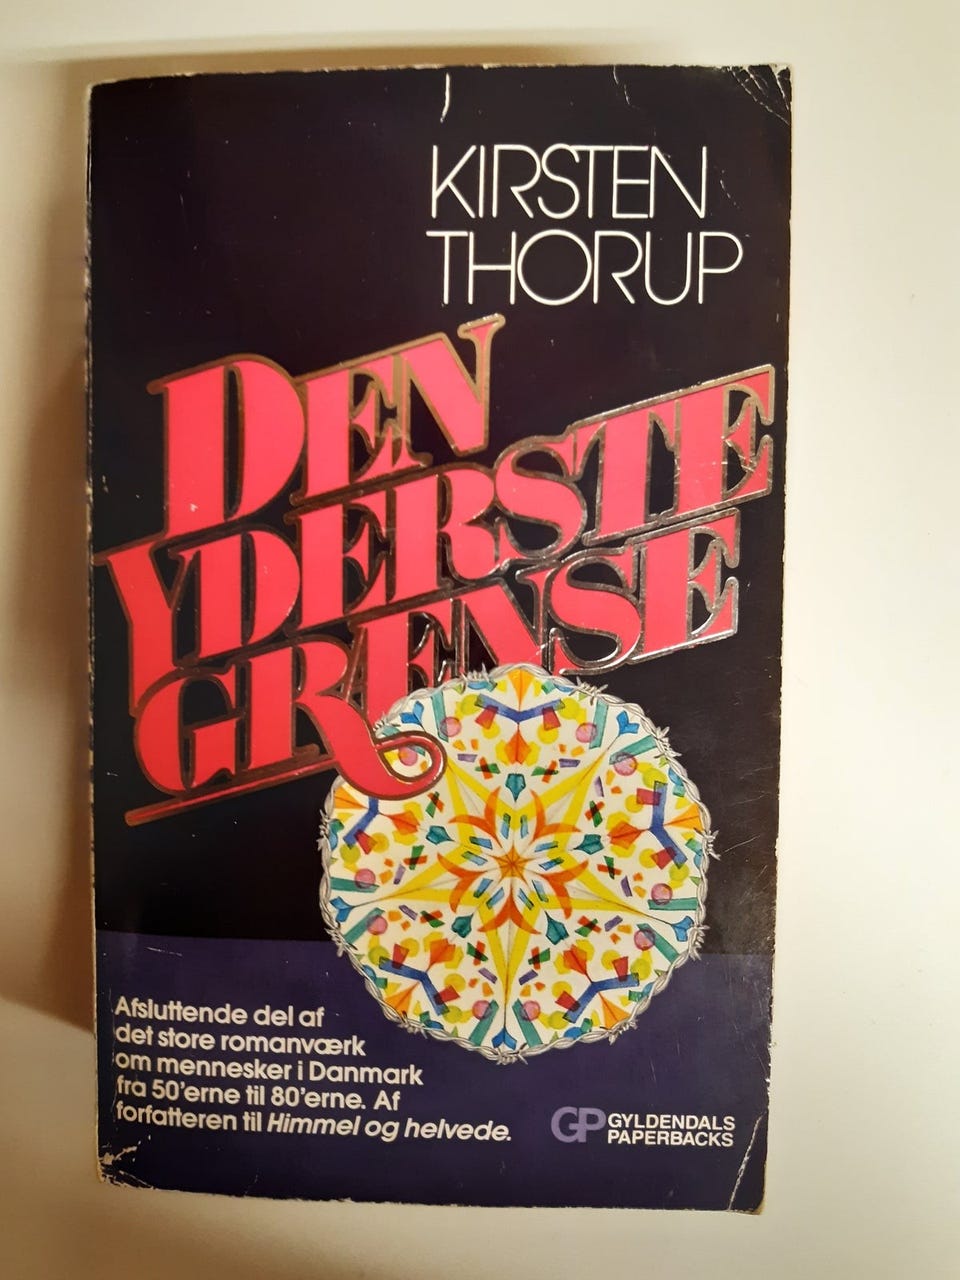 KIRSTEN
THORUP
DEN
YDERSTE
GRENSE
Afsluttende del af
det store romanværk
om mennesker i Danmark
fra 50'erne til 80'erne. Af
forfatteren til Himmel og helvede.
GP GYLDENDALS
PAPERBACKS